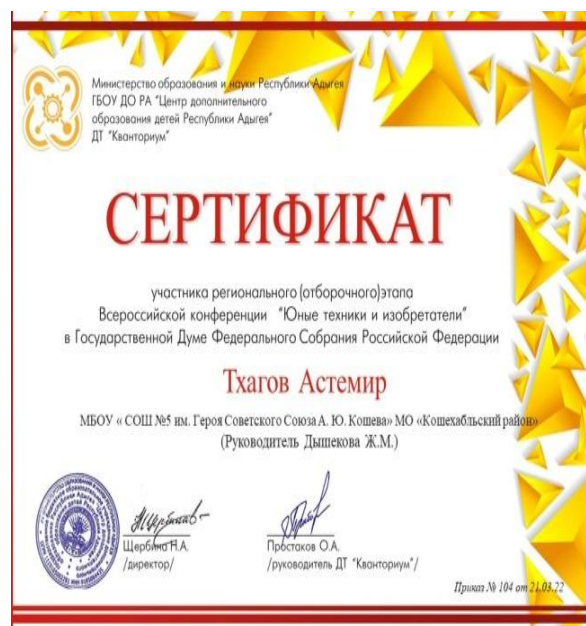 Министерство образования и науки Республики Адыгея
ГБОУ ДО РА "Центр дополнительного
образования детей Республики Адыгея"
ДТ "Кванториум"
СЕРТИФИКАТ
участника регионального (отборочного)этапа
Всероссийской конференции "Юные техники и изобретатели"
в Государственной Думе Федерального Собрания Российской Федерации
Тхагов Астемир
МБОУ « СОШ №5 им. Героя Советского Союза А. Ю. Кошева» МО «Кошехабльский район»
(Руководитель Дышекова Ж.М.)
Щербина Н.А.
/директор/
Простаков О.А.
/руководитель ДТ "Кванториум"/
Приказ № 104 от 21.03.22